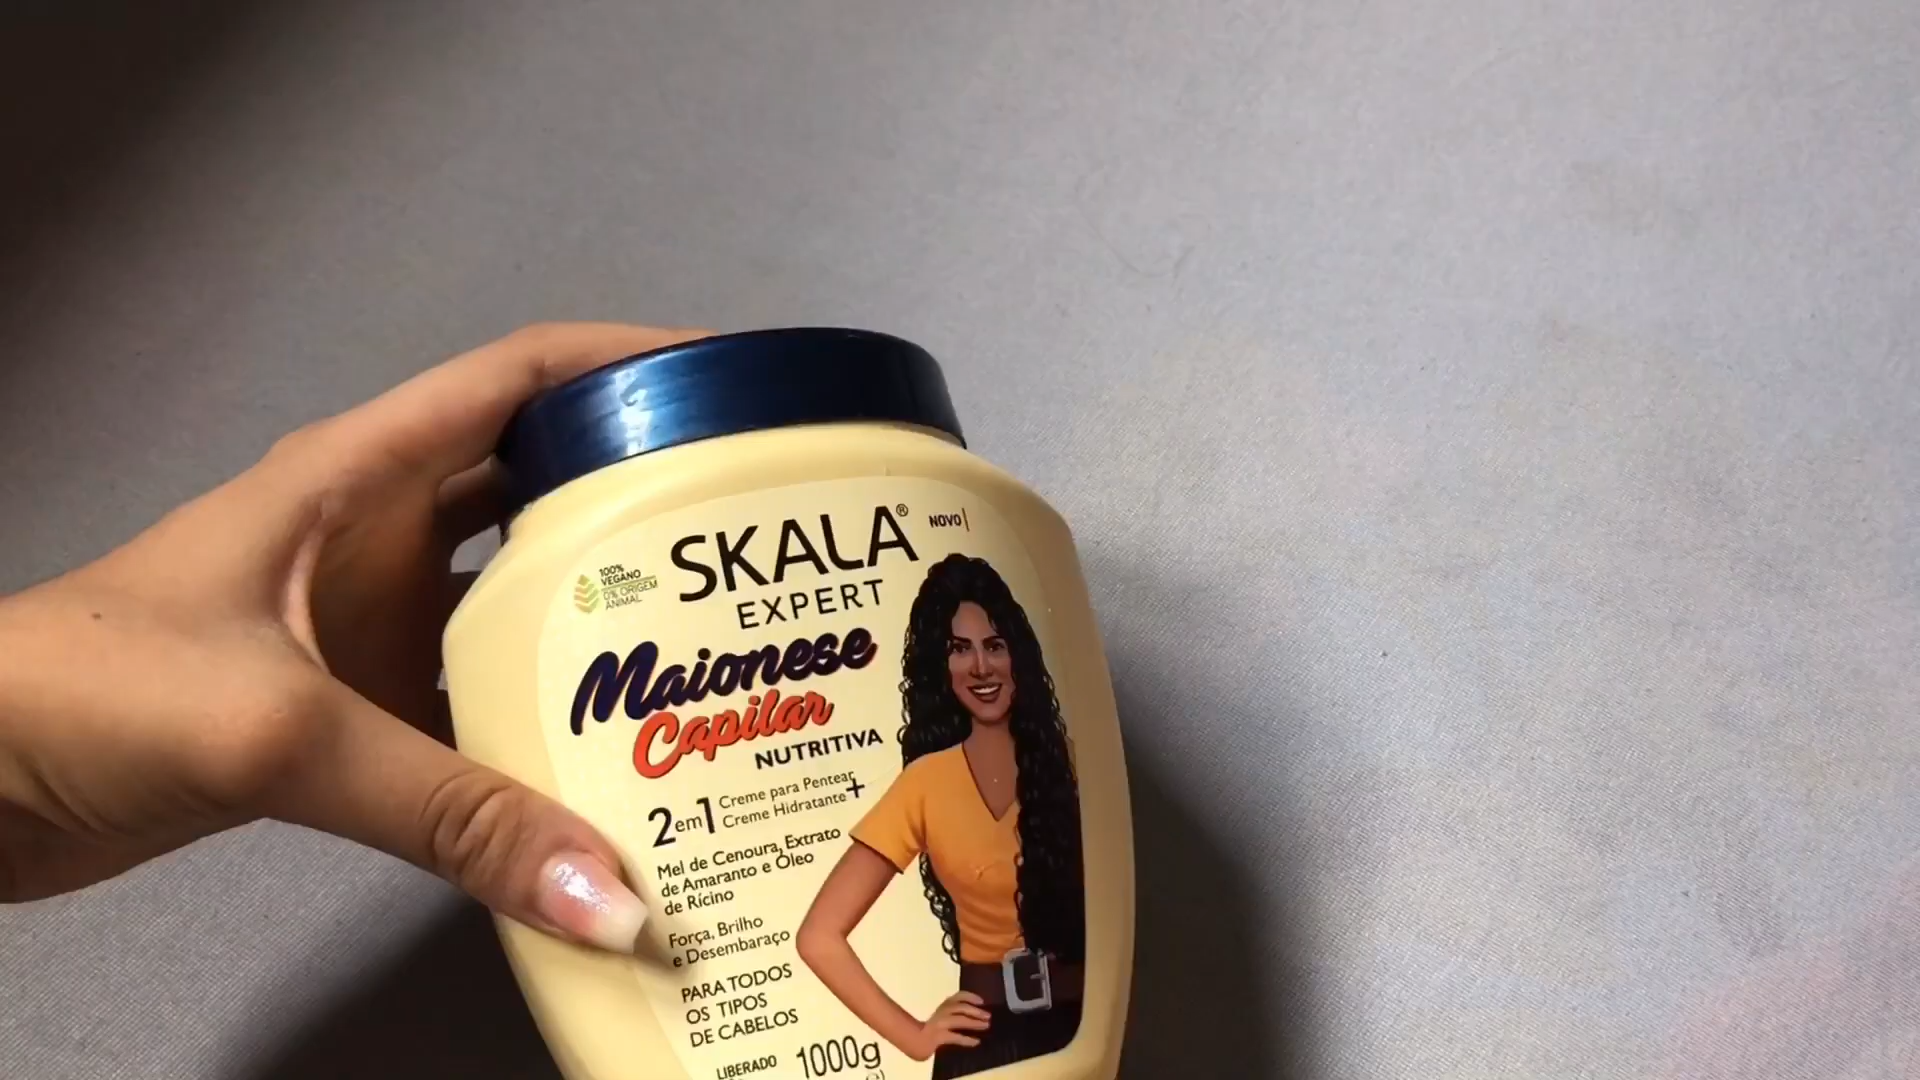 SKALA®
NOVO
EXPERT
100%
VEGANO
0% ORIGEM
ANIMAL
Maionese
Capilar
NUTRITIVA
2em1 Creme para Pentear +
Creme Hidratante
Mel de Cenoura, Extrato
de Amaranto e Óleo
de Rícino
Força, Brilho
e Desembaraço
PARA TODOS
OS TIPOS
DE CABELOS
LIBERADO
1000g